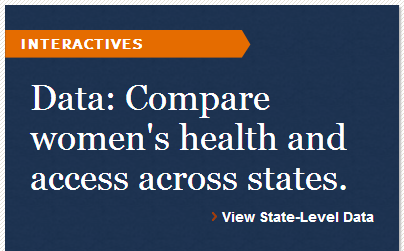 INTERACTIVES
Data: Compare
women's health and
access across states.
› View State-Level Data